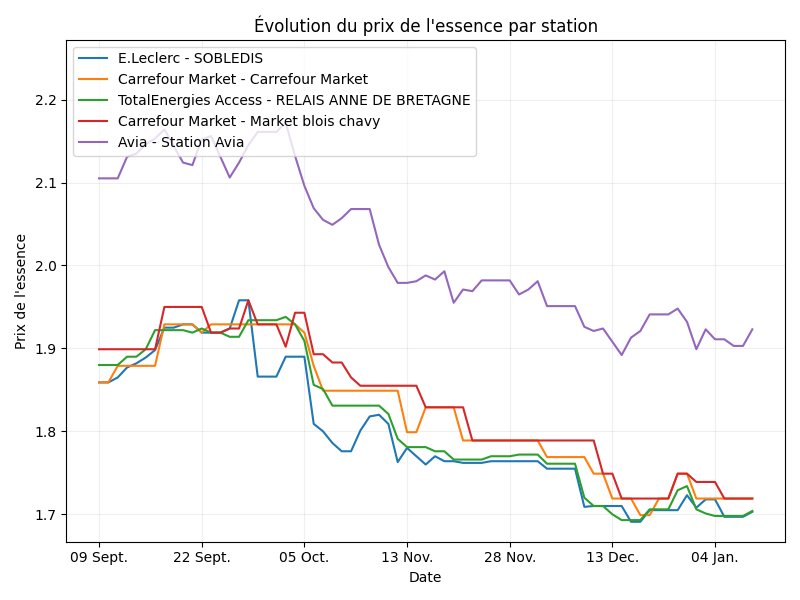 Évolution du prix de l'essence par station
E.Leclerc - SOBLEDIS
Carrefour Market - Carrefour Market
TotalEnergies Access - RELAIS ANNE DE BRETAGNE
Carrefour Market - Market blois chavy
Avia - Station Avia
Prix de l'essence
2.2
2.1
2.0
1.9
1.8
1.7
09 Sept.
22 Sept.
05 Oct.
13 Nov.
28 Nov.
13 Dec.
04 Jan.
Date